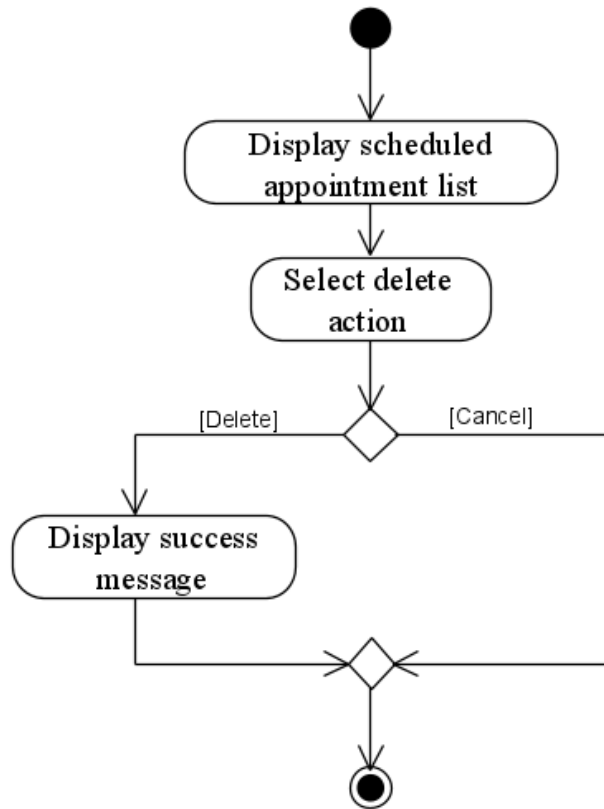 Display scheduled
appointment list
Select delete
action
[Delete]
[Cancel]
Display success
message